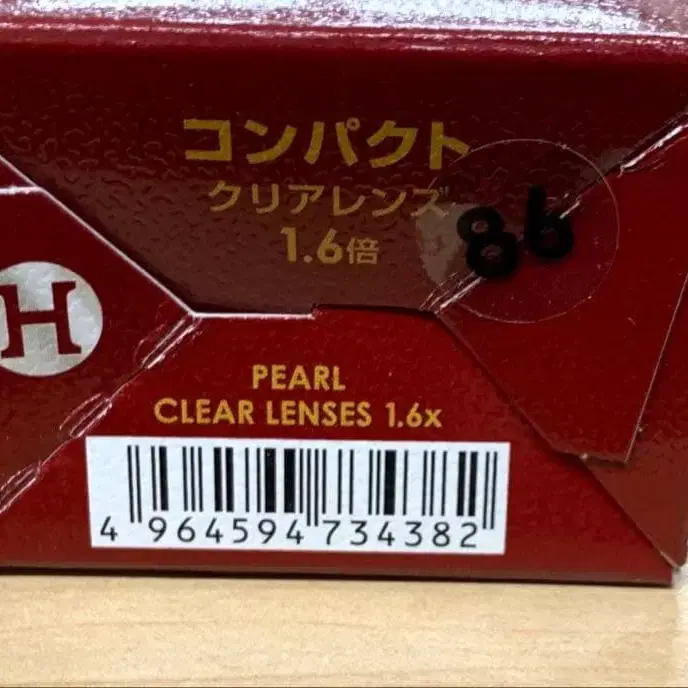 コンパクト
クリアレンズ
1.6倍
86
H
PEARL
CLEAR LENSES 1.6x
4 964594 734382